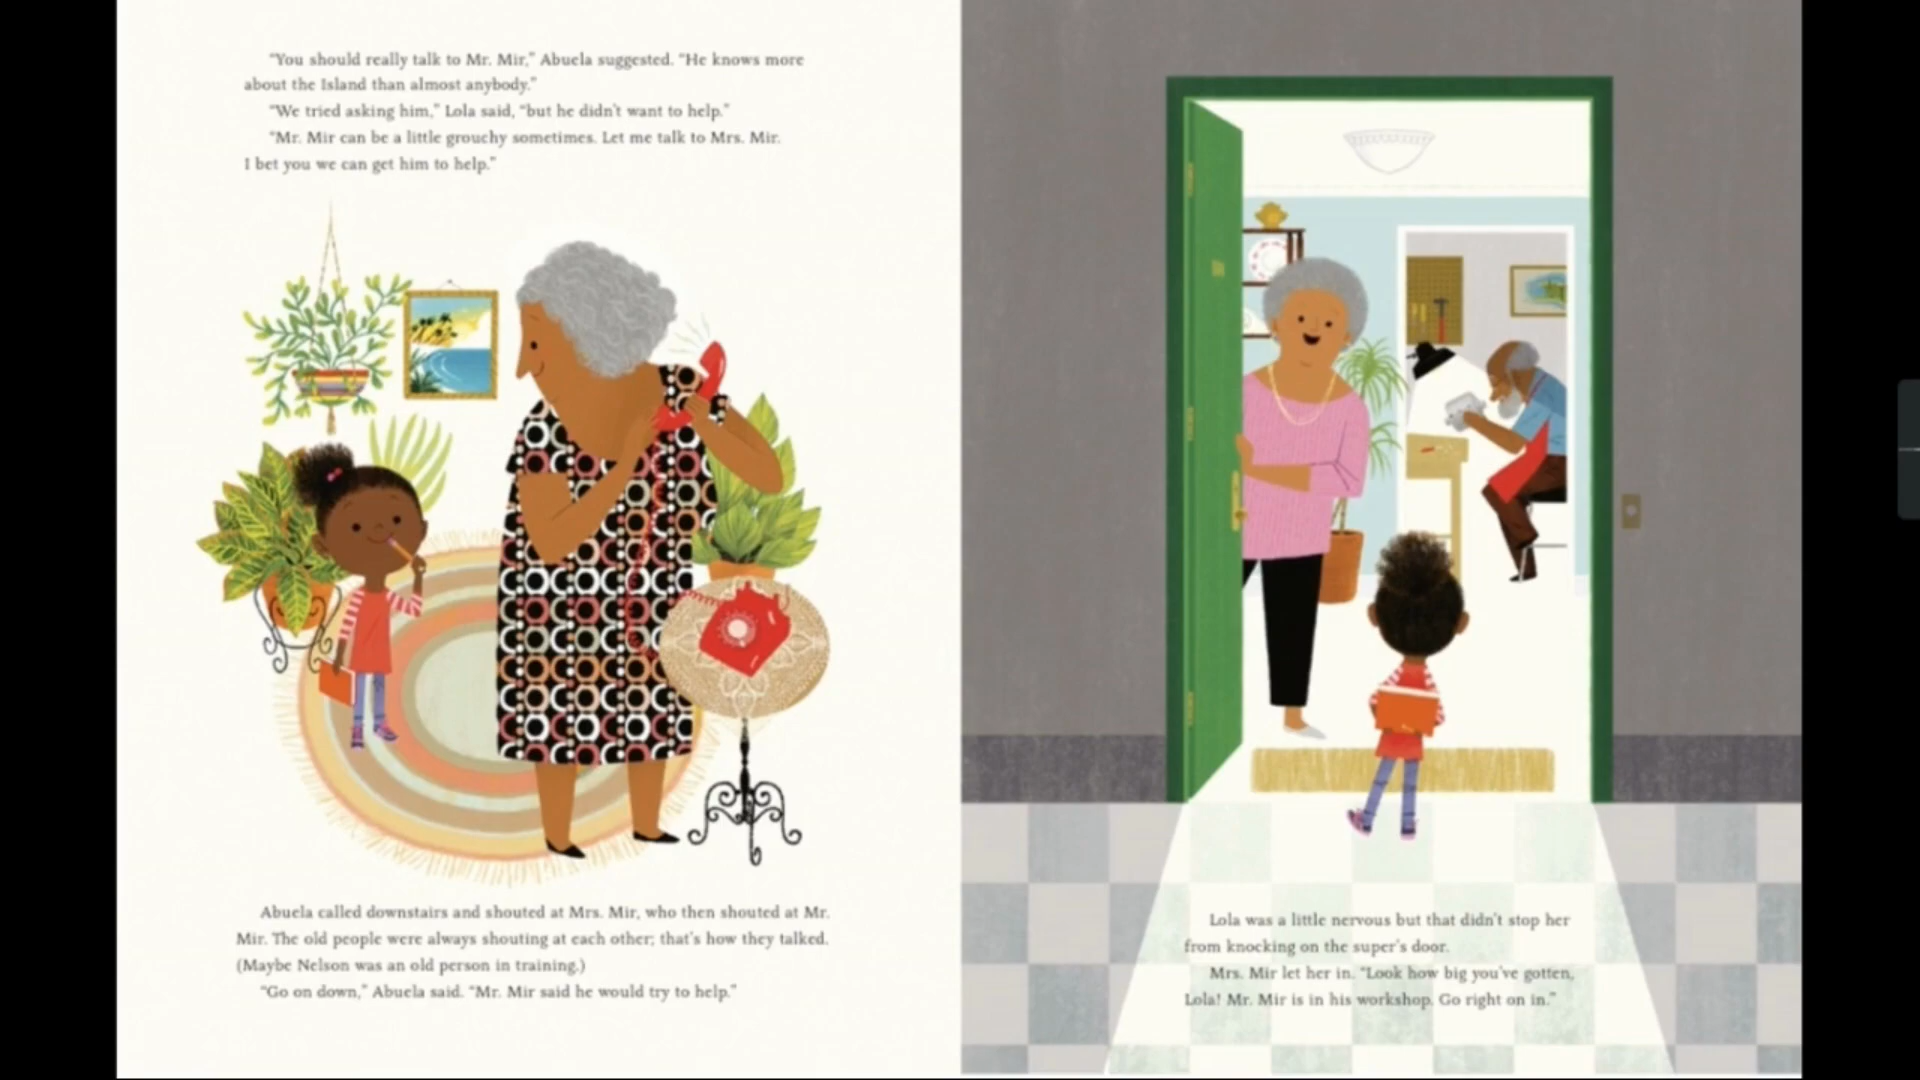 "You should really talk to Mr. Mir," Abuela suggested. "He knows more
about the Island than almost anybody."
"We tried asking him," Lola said, "but he didn't want to help."
"Mr. Mir can be a little grouchy sometimes. Let me talk to Mrs. Mir.
I bet you we can get him to help."
Abuela called downstairs and shouted at Mrs. Mir, who then shouted at Mr.
Mir. The old people were always shouting at each other; that's how they talked.
(Maybe Nelson was an old person in training.)
"Go on down," Abuela said. "Mr. Mir said he would try to help."
Lola was a little nervous but that didn't stop her
from knocking on the super's door.
Mrs. Mir let her in. "Look how big you've gotten,
Lola! Mr. Mir is in his workshop. Go right on in."